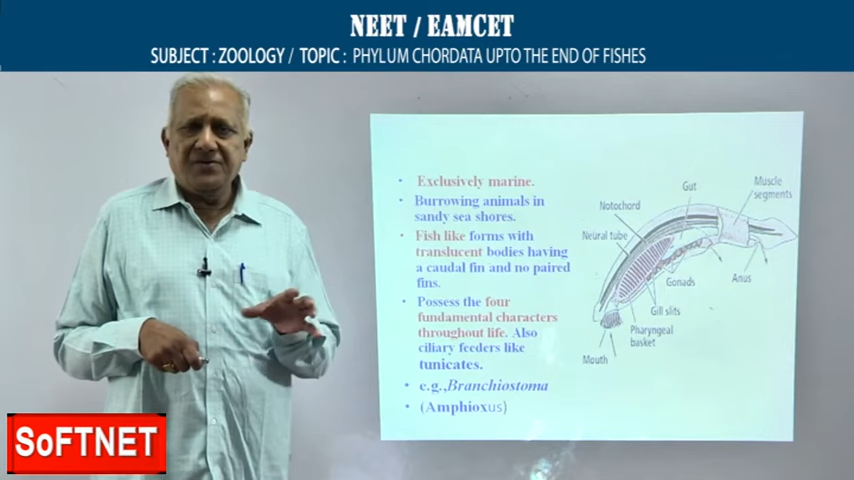 NEET / EAMCET
SUBJECT : ZOOLOGY / TOPIC : PHYLUM CHORDATA UPTO THE END OF FISHES
• Exclusively marine.
• Burrowing animals in
sandy sea shores.
• Fish like forms with
translucent bodies having
a caudal fin and no paired
fins.
• Possess the four
fundamental characters
throughout life. Also
ciliary feeders like
tunicates.
• e.g.,Branchiostoma
• (Amphioxus)
Gut
Muscle
segments
Notochord
Neural tube
Gonads
Anus
Gill slits
Pharyngeal
basket
Mouth
SoFTNET